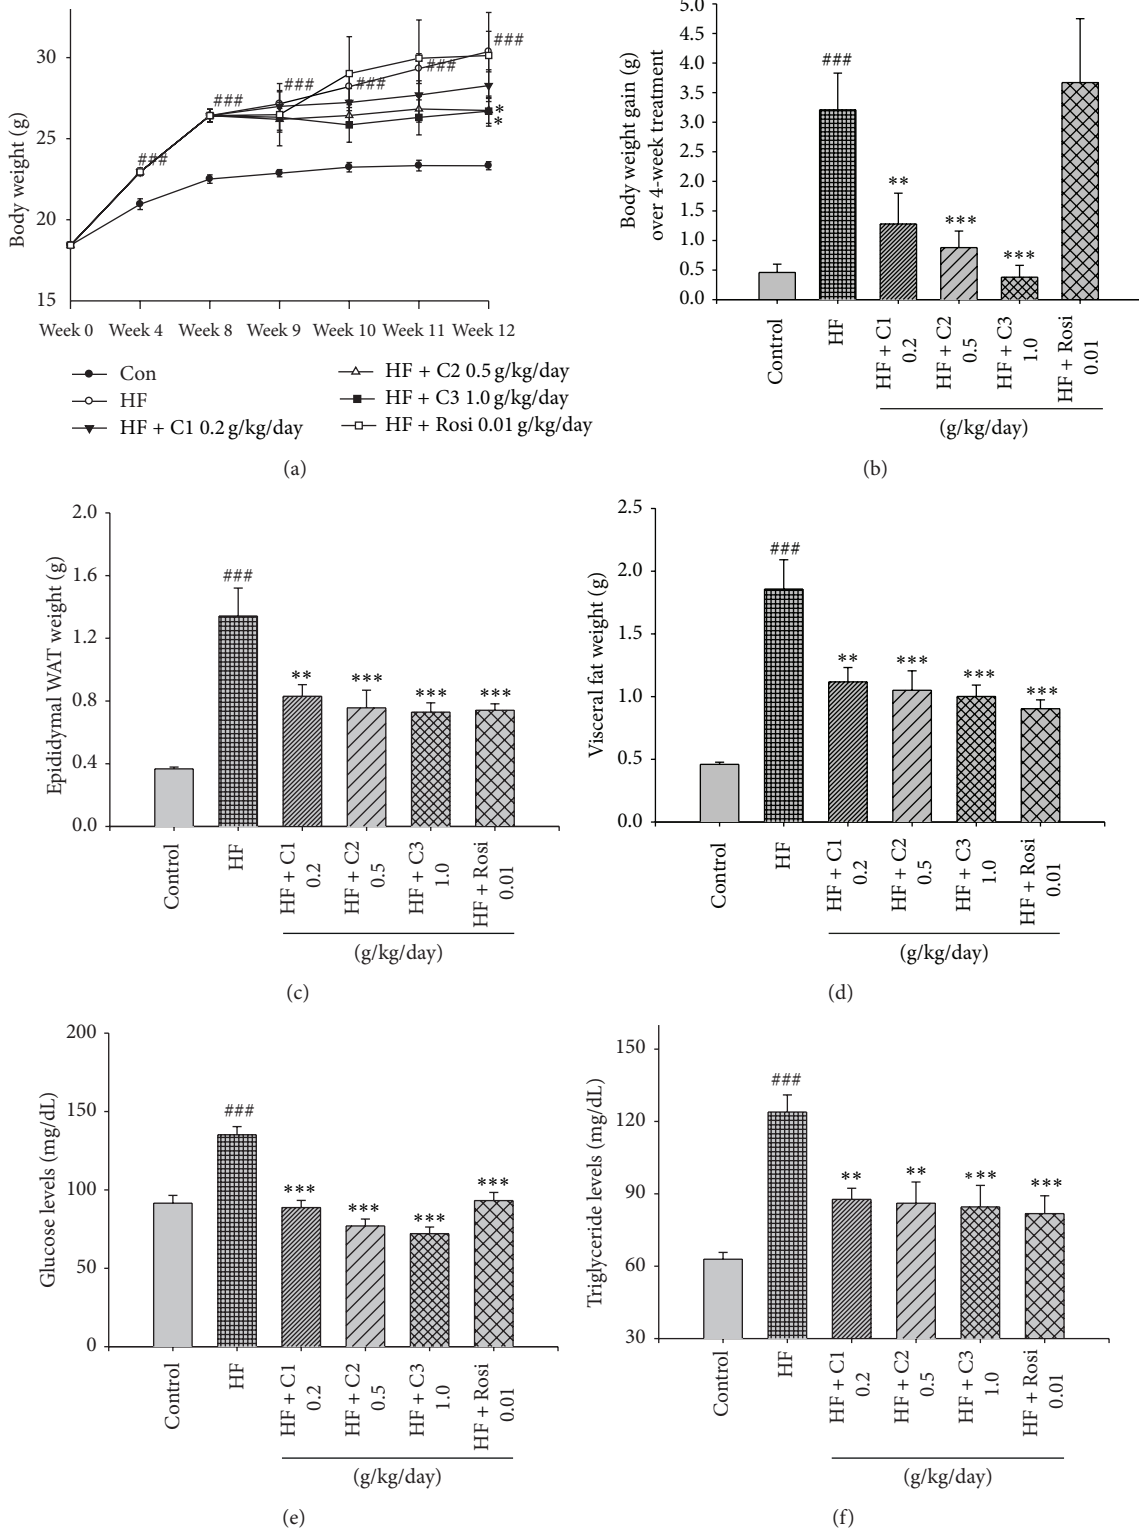 30
25
20
15
Body weight (g)
###
###
###
###
###
###
*
*
Week 0 Week 4 Week 8 Week 9 Week 10 Week 11 Week 12
Con
HF
HF + C1 0.2 g/kg/day
HF + C2 0.5 g/kg/day
HF + C3 1.0 g/kg/day
HF + Rosi 0.01 g/kg/day
(a)
5.0
4.5
4.0
3.5
3.0
2.5
2.0
1.5
1.0
0.5
0.0
Body weight gain (g)
over 4-week treatment
###
**
***
***
Control
HF
HF + C1
0.2
HF + C2
0.5
HF + C3
1.0
HF + Rosi
0.01
(g/kg/day)
(b)
2.0
1.6
1.2
0.8
0.4
0.0
Epididymal WAT weight (g)
###
**
***
***
***
Control
HF
HF + C1
0.2
HF + C2
0.5
HF + C3
1.0
HF + Rosi
0.01
(g/kg/day)
(c)
2.5
2.0
1.5
1.0
0.5
0.0
Visceral fat weight (g)
###
**
***
***
***
Control
HF
HF + C1
0.2
HF + C2
0.5
HF + C3
1.0
HF + Rosi
0.01
(g/kg/day)
(d)
200
150
100
50
0
Glucose levels (mg/dL)
###
***
***
***
***
Control
HF
HF + C1
0.2
HF + C2
0.5
HF + C3
1.0
HF + Rosi
0.01
(g/kg/day)
(e)
150
120
90
60
30
Triglyceride levels (mg/dL)
###
**
**
***
***
Control
HF
HF + C1
0.2
HF + C2
0.5
HF + C3
1.0
HF + Rosi
0.01
(g/kg/day)
(f)